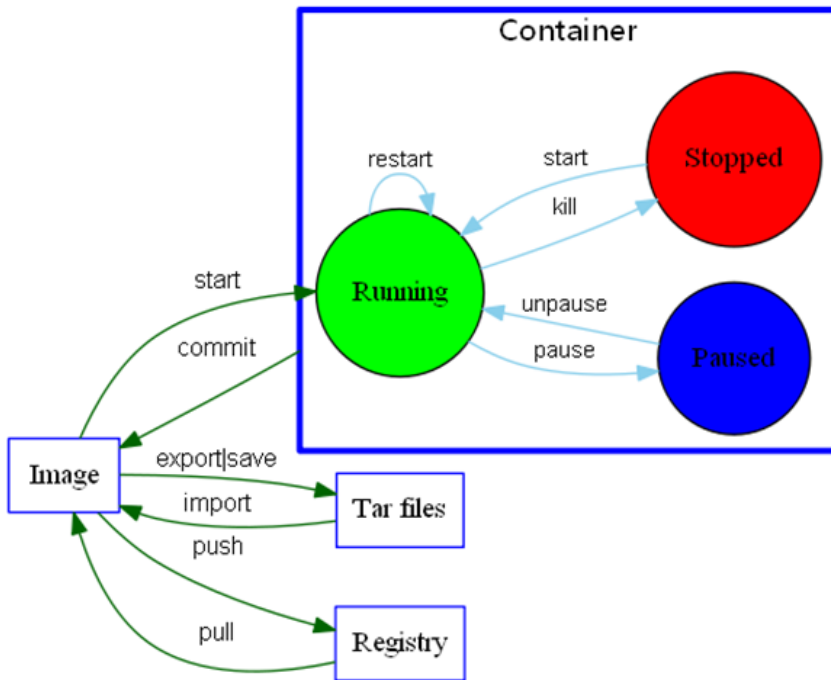 Container
restart
start
kill
Stopped
Running
unpause
pause
Paused
start
commit
Image
export|save
import
Tar files
push
pull
Registry